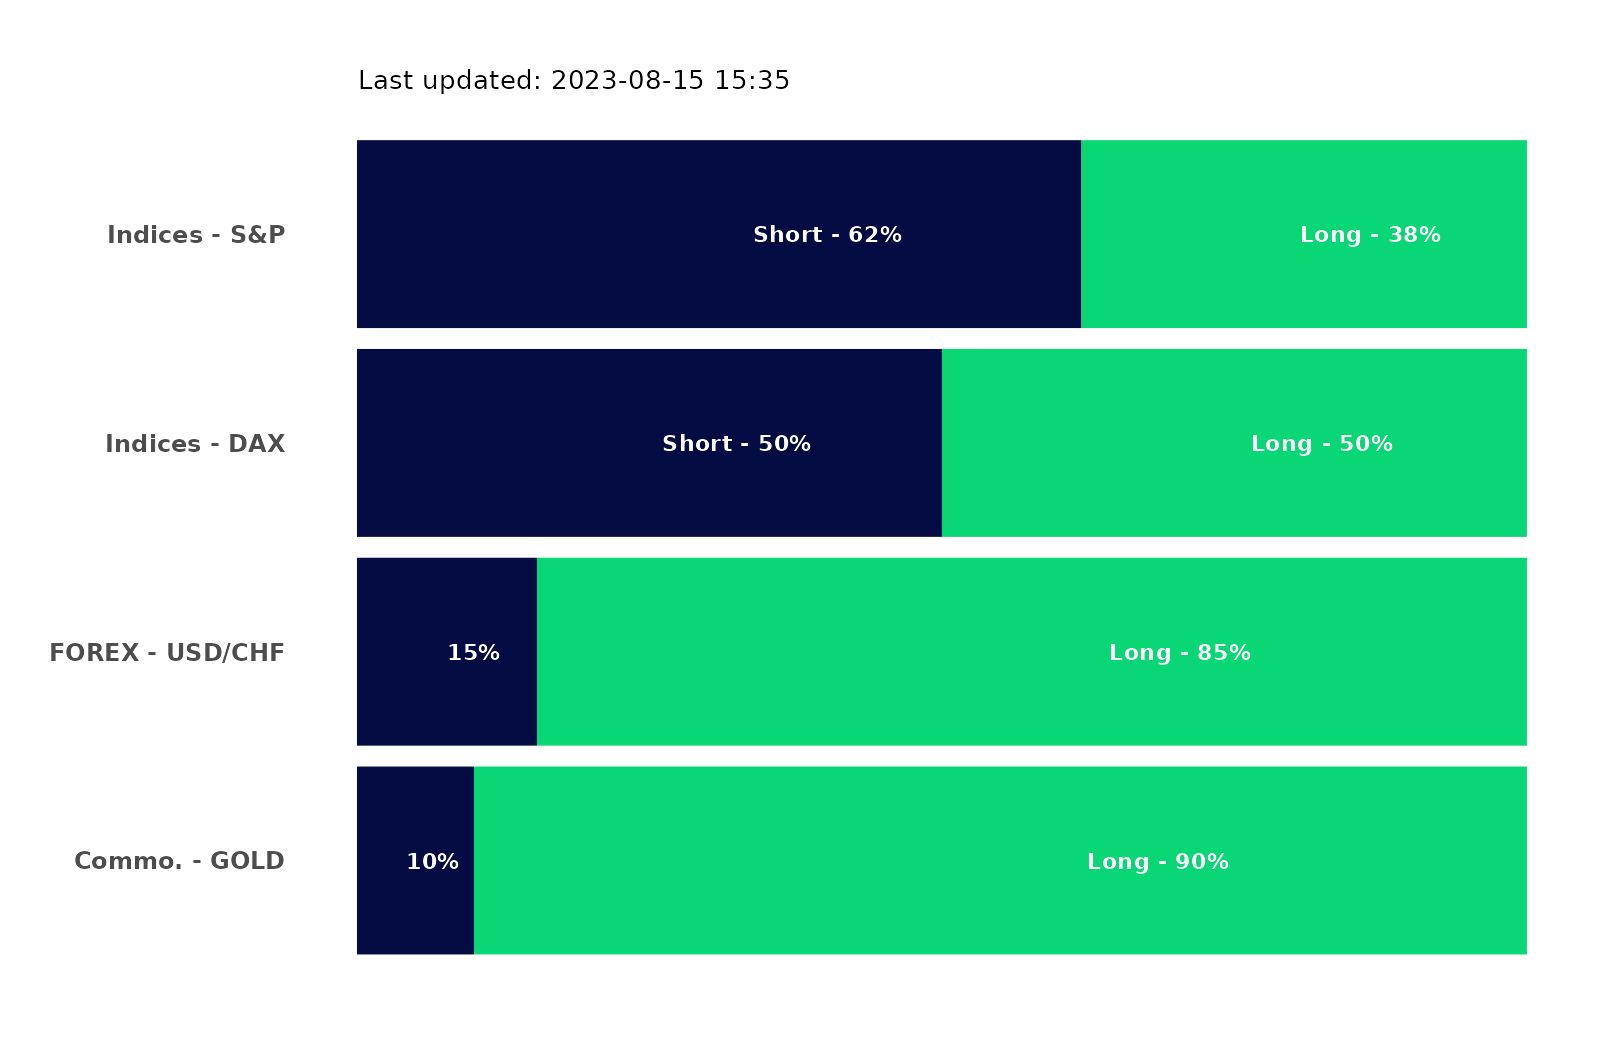 Last updated: 2023-08-15 15:35
Indices - S&P Short - 62% Long - 38%
Indices - DAX Short - 50% Long - 50%
FOREX - USD/CHF 15% Long - 85%
Commo. - GOLD 10% Long - 90%